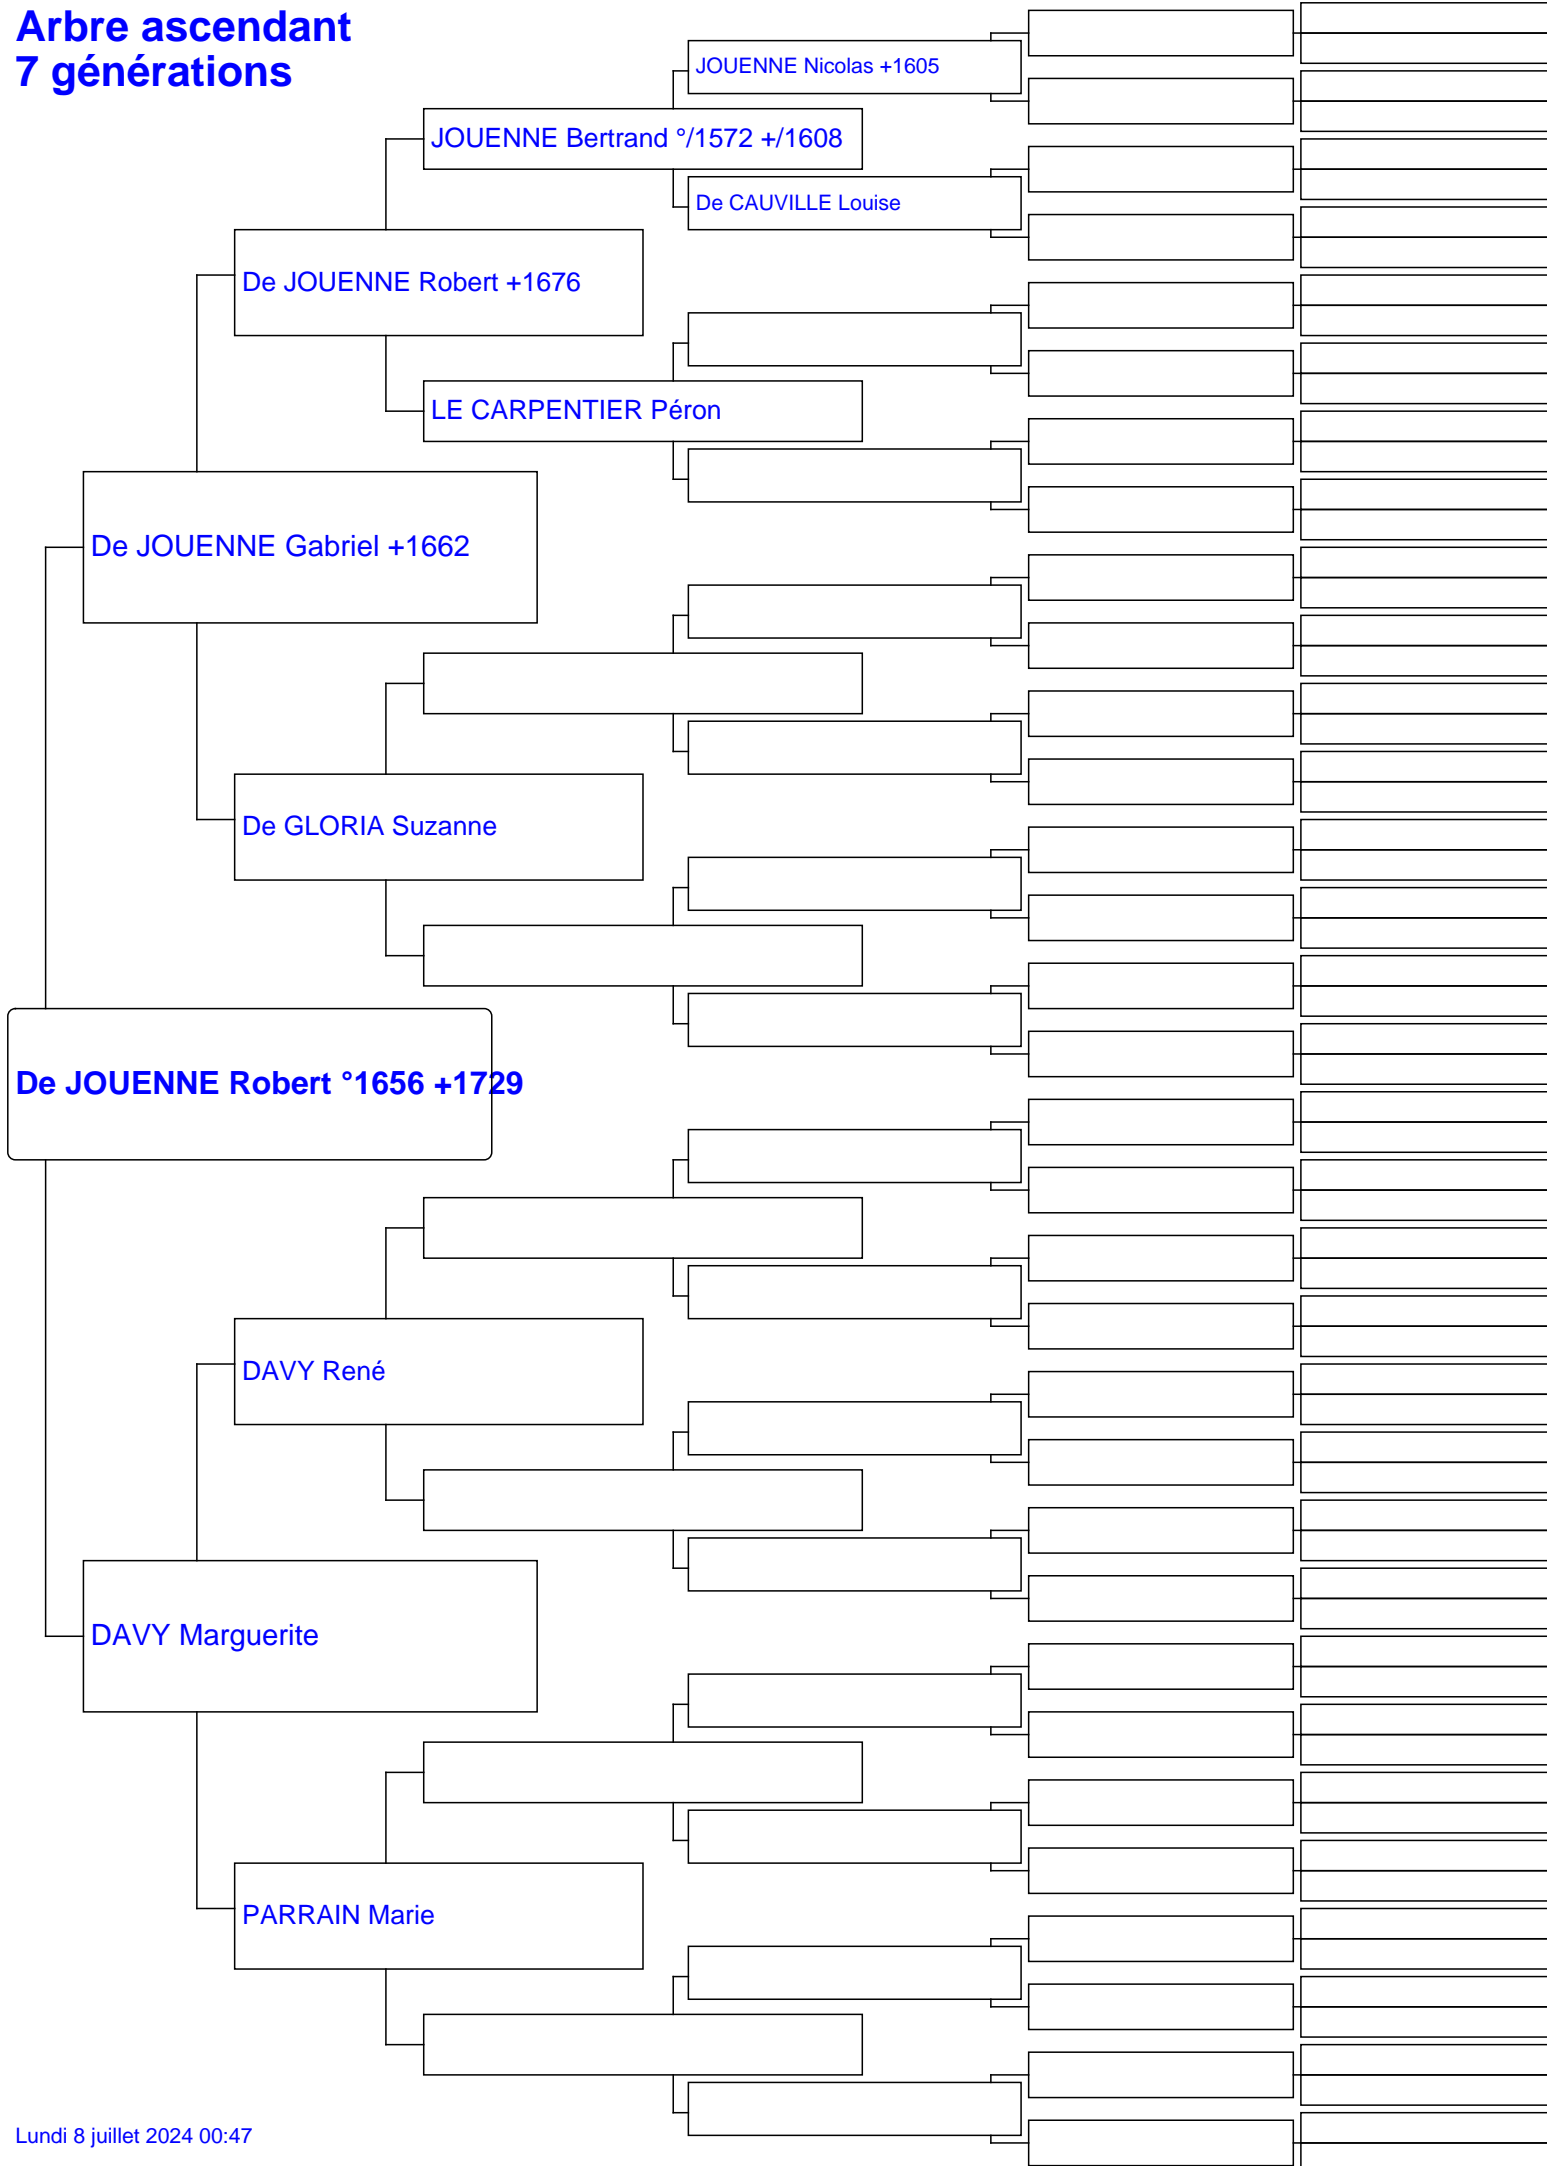 Arbre ascendant
7 générations
JOUENNE Nicolas +1605
JOUENNE Bertrand °/1572 +/1608
De CAUVILLE Louise
De JOUENNE Robert +1676
LE CARPENTIER Péron
De JOUENNE Gabriel +1662
De GLORIA Suzanne
De JOUENNE Robert °1656 +1729
DAVY René
DAVY Marguerite
PARRAIN Marie
Lundi 8 juillet 2024 00:47